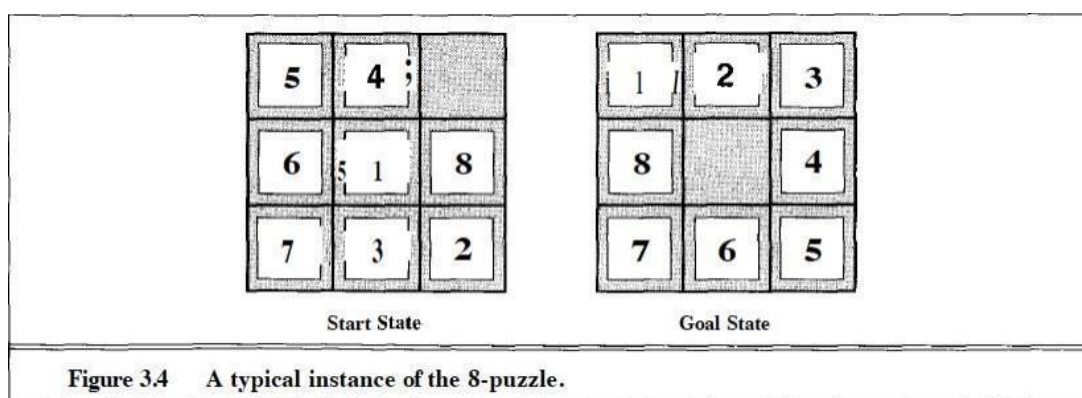 5 4 1 2 3
6 1 8 8 4
7 3 2 7 6 5
Start State Goal State
Figure 3.4 A typical instance of the 8-puzzle.